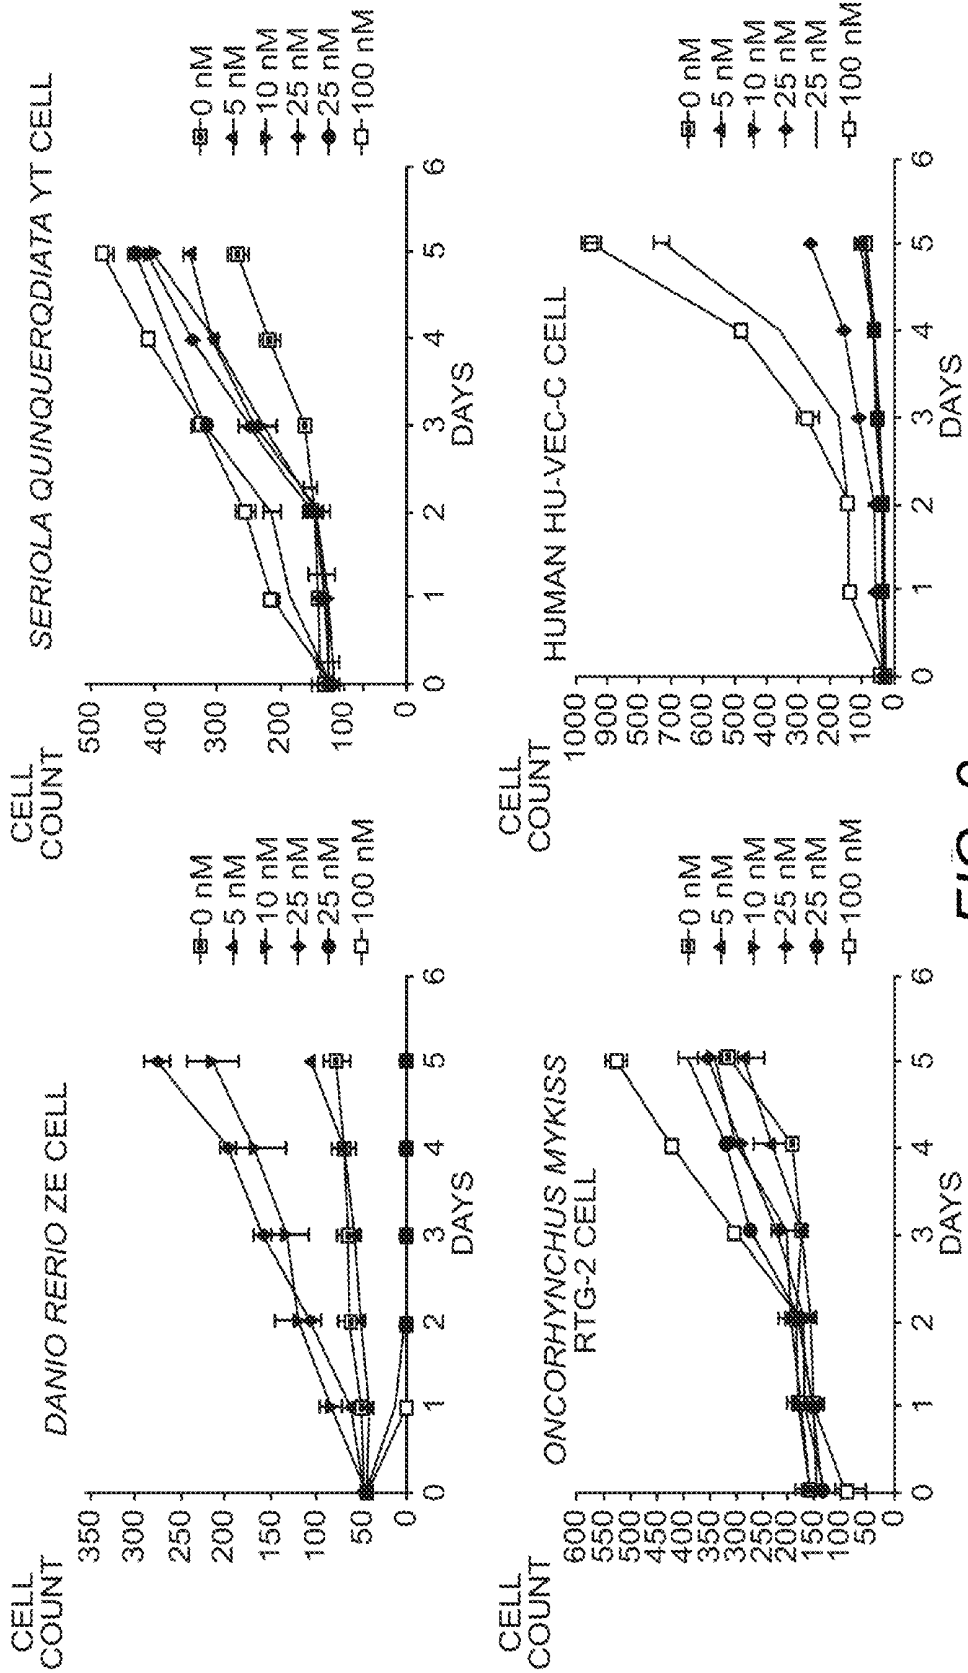 DANIO RERIO ZE CELL
CELL
COUNT
350
300
250
200
150
100
50
0
0 1 2 3 4 5 6
DAYS
0 nM
5 nM
10 nM
25 nM
25 nM
100 nM
SERIOLA QUINQUERQDIATA YT CELL
CELL
COUNT
500
400
300
200
100
0
0 1 2 3 4 5 6
DAYS
0 nM
5 nM
10 nM
25 nM
25 nM
100 nM
ONCORHYNCHUS MYKISS
RTG-2 CELL
CELL
COUNT
600
550
500
450
400
350
300
250
200
150
100
50
0
0 1 2 3 4 5 6
DAYS
0 nM
5 nM
10 nM
25 nM
25 nM
100 nM
HUMAN HU-VEC-C CELL
CELL
COUNT
1000
900
800
700
600
500
400
300
200
100
0
0 1 2 3 4 5 6
DAYS
0 nM
5 nM
10 nM
25 nM
25 nM
100 nM
FIG.